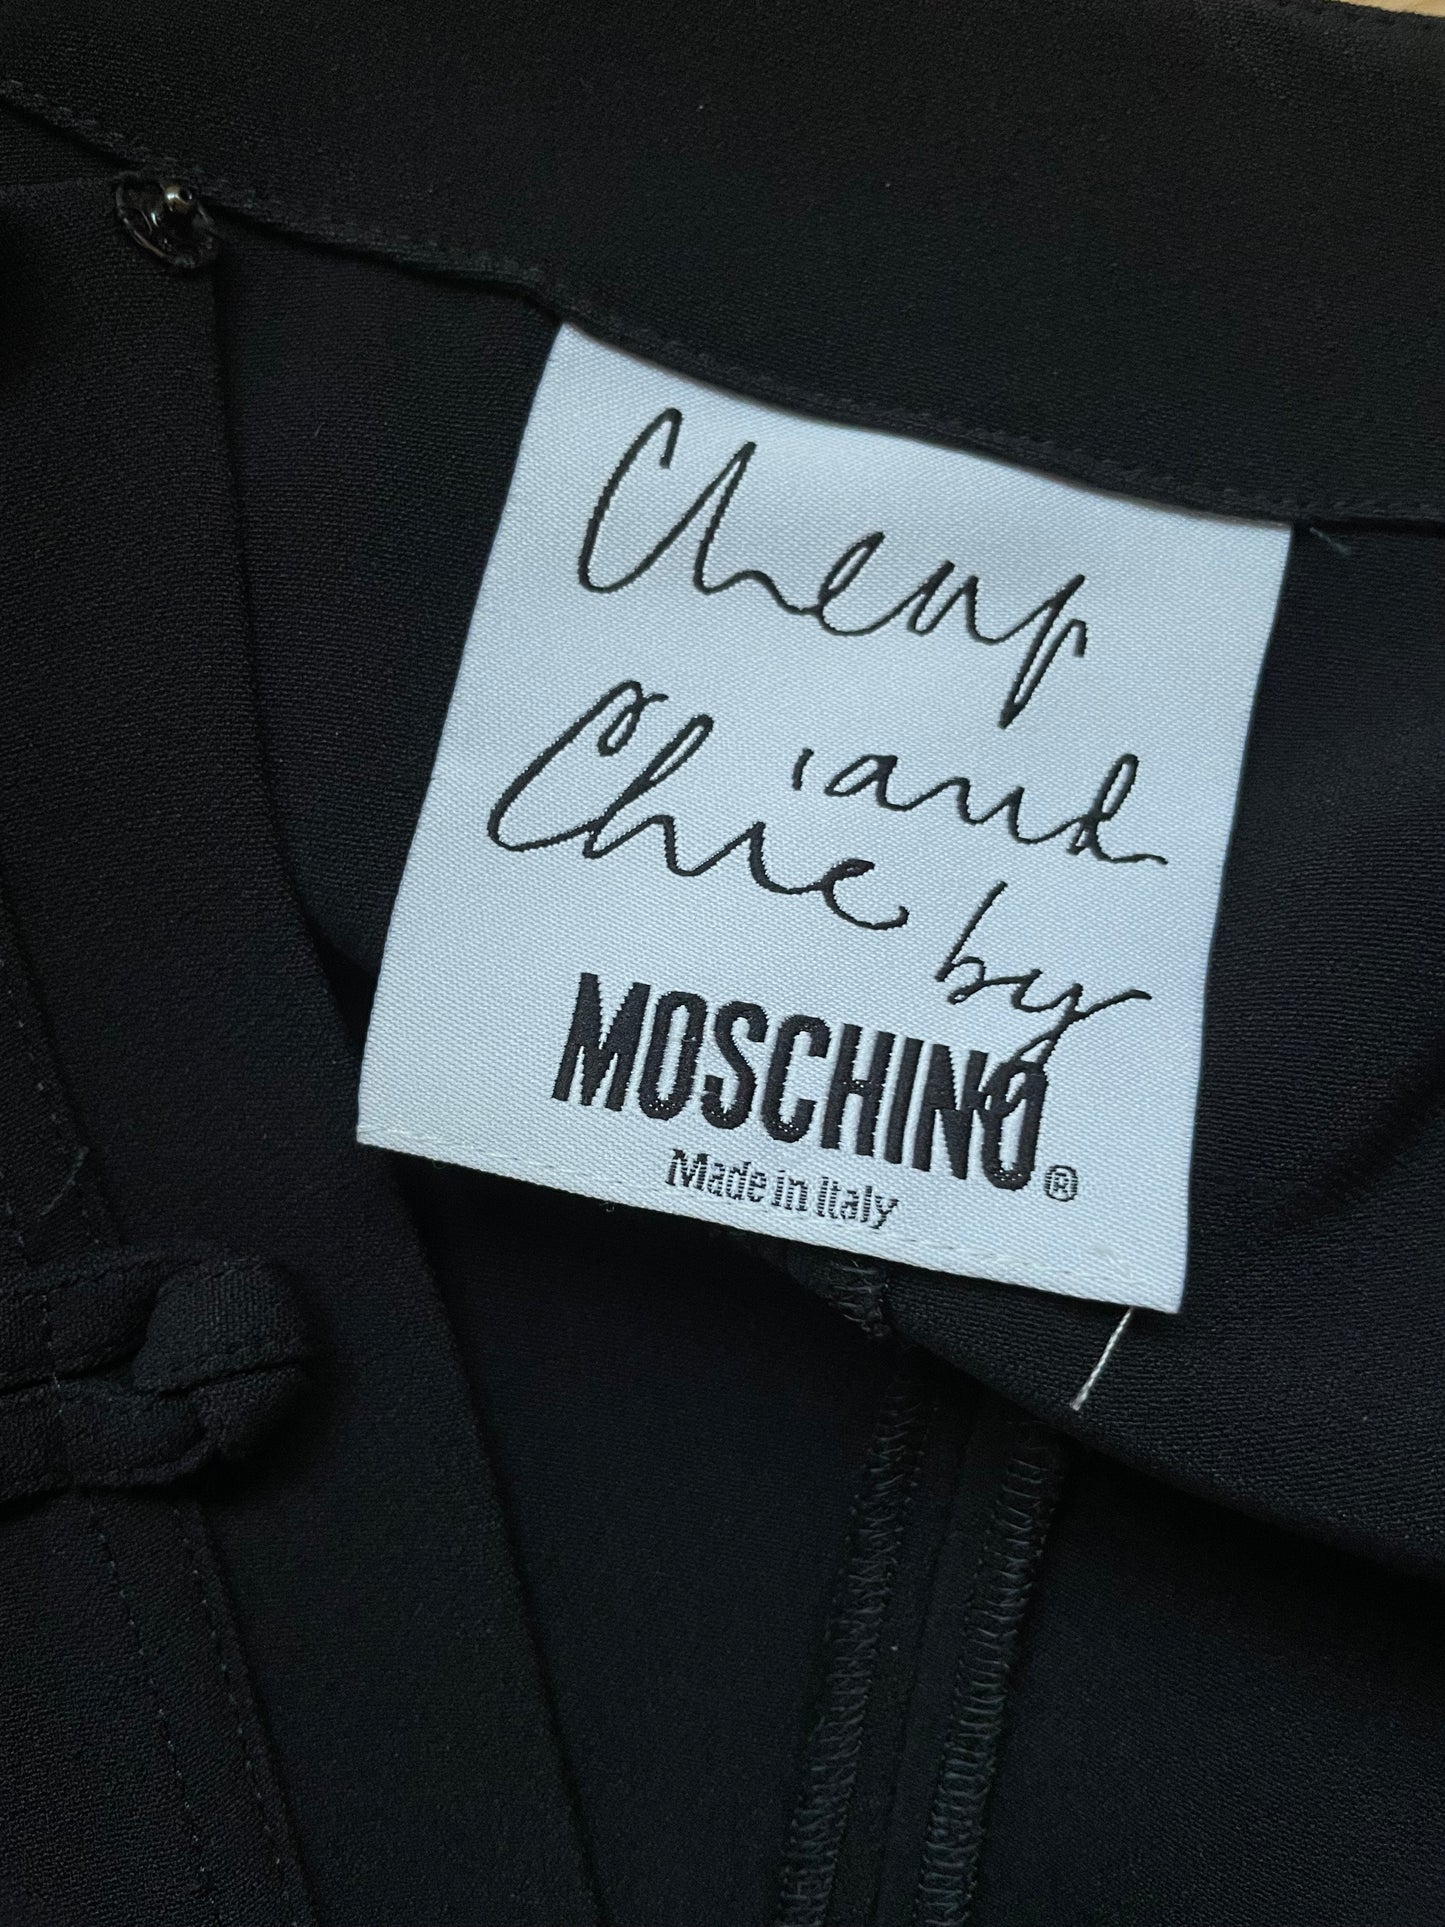 Cheap
and
Chic by
MOSCHINO®
Made in Italy